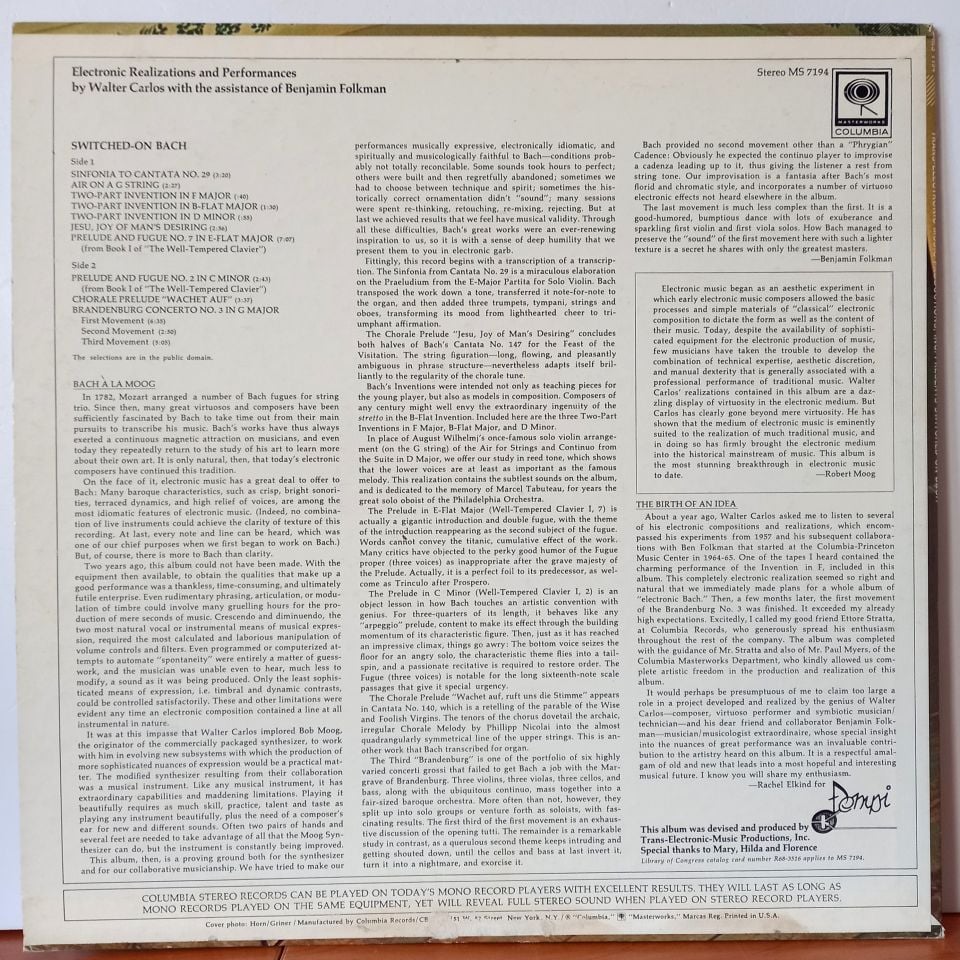 Electronic Realizations and Performances
by Walter Carlos with the assistance of Benjamin Folkman
Stereo MS 7194
MASTERWORKS
COLUMBIA
SWITCHED-ON BACH
Side 1
SINFONIA TO CANTATA NO. 29 (3:20)
AIR ON A G STRING (2:27)
TWO-PART INVENTION IN F MAJOR (:40)
TWO-PART INVENTION IN B-FLAT MAJOR (1:30)
TWO-PART INVENTION IN D MINOR (:55)
JESU, JOY OF MAN'S DESIRING (2:56)
PRELUDE AND FUGUE NO. 7 IN E-FLAT MAJOR (7:07)
(from Book I of "The Well-Tempered Clavier")
Side 2
PRELUDE AND FUGUE NO. 2 IN C MINOR (2:43)
(from Book I of "The Well-Tempered Clavier")
CHORALE PRELUDE "WACHET AUF" (3:37)
BRANDENBURG CONCERTO NO. 3 IN G MAJOR
First Movement (6:35)
Second Movement (2:50)
Third Movement (5:05)
The selections are in the public domain.
BACH À LA MOOG
In 1782, Mozart arranged a number of Bach fugues for string
trio. Since then, many great virtuosos and composers have been
sufficiently fascinated by Bach to take time out from their main
pursuits to transcribe his music. Bach's works have thus always
exerted a continuous magnetic attraction on musicians, and even
today they repeatedly return to the study of his art to learn more
about their own art. It is only natural, then, that today's electronic
composers have continued this tradition.
On the face of it, electronic music has a great deal to offer to
Bach: Many baroque characteristics, such as crisp, bright sonori-
ties, terraced dynamics, and high relief of voices, are among the
most idiomatic features of electronic music. (Indeed, no combina-
tion of live instruments could achieve the clarity of texture of this
recording. At last, every note and line can be heard, which was
one of our chief purposes when we first began to work on Bach.)
But, of course, there is more to Bach than clarity.
Two years ago, this album could not have been made. With the
equipment then available, to obtain the qualities that make up a
good performance was a thankless, time-consuming, and ultimately
futile enterprise. Even rudimentary phrasing, articulation, or modu-
lation of timbre could involve many gruelling hours for the pro-
duction of mere seconds of music. Crescendo and diminuendo, the
two most natural vocal or instrumental means of musical expres-
sion, required the most calculated and laborious manipulation of
volume controls and filters. Even programmed or computerized at-
tempts to automate "spontaneity" were entirely a matter of guess-
work, and the musician was unable even to hear, much less to
modify, a sound as it was being produced. Only the least sophis-
ticated means of expression, i.e. timbral and dynamic contrasts,
could be controlled satisfactorily. These and other limitations were
evident any time an electronic composition contained a line at all
instrumental in nature.
It was at this impasse that Walter Carlos implored Bob Moog,
the originator of the commercially packaged synthesizer, to work
with him in evolving new subsystems with which the production of
more sophisticated nuances of expression would be a practical mat-
ter. The modified synthesizer resulting from their collaboration
was a musical instrument. Like any musical instrument, it has
extraordinary capabilities and maddening limitations. Playing it
beautifully requires as much skill, practice, talent and taste as
playing any instrument beautifully, plus the need of a composer's
ear for new and different sounds. Often two pairs of hands and
several feet are needed to take advantage of all that the Moog Syn-
thesizer can do, but the instrument is constantly being improved.
This album, then, is a proving ground both for the synthesizer
and for our collaborative musicianship. We have tried to make our
performances musically expressive, electronically idiomatic, and
spiritually and musicologically faithful to Bach—conditions prob-
ably not totally reconcilable. Some sounds took hours to perfect;
others were built and then regretfully abandoned; sometimes we
had to choose between technique and spirit; sometimes the his-
torically correct ornamentation didn't "sound"; many sessions
were spent re-thinking, retouching, re-mixing, rejecting. But at
last we achieved results that we feel have musical validity. Through
all these difficulties, Bach's great works were an ever-renewing
inspiration to us, so it is with a sense of deep humility that we
present them to you in electronic garb.
Fittingly, this record begins with a transcription of a transcrip-
tion. The Sinfonia from Cantata No. 29 is a miraculous elaboration
on the Praeludium from the E-Major Partita for Solo Violin. Bach
transposed the work down a tone, transferred it note-for-note to
the organ, and then added three trumpets, tympani, strings and
oboes, transforming its mood from lighthearted cheer to tri-
umphant affirmation.
The Chorale Prelude "Jesu, Joy of Man's Desiring" concludes
both halves of Bach's Cantata No. 147 for the Feast of the
Visitation. The string figuration—long, flowing, and pleasantly
ambiguous in phrase structure—nevertheless adapts itself bril-
liantly to the regularity of the chorale tune.
Bach's Inventions were intended not only as teaching pieces for
the young player, but also as models in composition. Composers of
any century might well envy the extraordinary ingenuity of the
stretto in the B-Flat Invention. Included here are the three Two-Part
Inventions in F Major, B-Flat Major, and D Minor.
In place of August Wilhelmj's once-famous solo violin arrange-
ment (on the G string) of the Air for Strings and Continuo from
the Suite in D Major, we offer our study in reed tone, which shows
that the lower voices are at least as important as the famous
melody. This realization contains the subtlest sounds on the album,
and is dedicated to the memory of Marcel Tabuteau, for years the
great solo oboist of the Philadelphia Orchestra.
The Prelude in E-Flat Major (Well-Tempered Clavier I, 7) is
actually a gigantic introduction and double fugue, with the theme
of the introduction reappearing as the second subject of the fugue.
Words cannot convey the titanic, cumulative effect of the work.
Many critics have objected to the perky good humor of the Fugue
proper (three voices) as inappropriate after the grave majesty of
the Prelude. Actually, it is a perfect foil to its predecessor, as wel-
come as Trinculo after Prospero.
The Prelude in C Minor (Well-Tempered Clavier I, 2) is an
object lesson in how Bach touches an artistic convention with
genius. For three-quarters of its length, it behaves like any
"arpeggio" prelude, content to make its effect through the building
momentum of its characteristic figure. Then, just as it has reached
an impressive climax, things go awry: The bottom voice seizes the
floor for an angry solo, the characteristic theme flies into a tail-
spin, and a passionate recitative is required to restore order. The
Fugue (three voices) is notable for the long sixteenth-note scale
passages that give it special urgency.
The Chorale Prelude "Wachet auf, ruft uns die Stimme" appears
in Cantata No. 140, which is a retelling of the parable of the Wise
and Foolish Virgins. The tenors of the chorus dovetail the archaic,
irregular Chorale Melody by Phillipp Nicolai into the almost
quadrangularly symmetrical line of the upper strings. This is an-
other work that Bach transcribed for organ.
The Third "Brandenburg" is one of the portfolio of six highly
varied concerti grossi that failed to get Bach a job with the Mar-
grave of Brandenburg. Three violins, three violas, three cellos, and
bass, along with the ubiquitous continuo, mass together into a
fair-sized baroque orchestra. More often than not, however, they
split up into solo groups or venture forth as soloists, with fas-
cinating results. The first third of the first movement is an exhaus-
tive discussion of the opening tutti. The remainder is a remarkable
study in contrast, as a querulous second theme keeps intruding and
getting shouted down, until the cellos and bass at last invert it,
turn it into a nightmare, and exorcise it.
Bach provided no second movement other than a "Phrygian"
Cadence: Obviously he expected the continuo player to improvise
a cadenza leading up to it, thus giving the listener a rest from
string tone. Our improvisation is a fantasia after Bach's most
florid and chromatic style, and incorporates a number of virtuoso
electronic effects not heard elsewhere in the album.
The last movement is much less complex than the first. It is a
good-humored, bumptious dance with lots of exuberance and
sparkling first violin and first viola solos. How Bach managed to
preserve the "sound" of the first movement here with such a lighter
texture is a secret he shares with only the greatest masters.
—Benjamin Folkman
Electronic music began as an aesthetic experiment in
which early electronic music composers allowed the basic
processes and simple materials of "classical" electronic
composition to dictate the form as well as the content of
their music. Today, despite the availability of sophisti-
cated equipment for the electronic production of music,
few musicians have taken the trouble to develop the
combination of technical expertise, aesthetic discretion,
and manual dexterity that is generally associated with a
professional performance of traditional music. Walter
Carlos' realizations contained in this album are a daz-
zling display of virtuosity in the electronic medium. But
Carlos has clearly gone beyond mere virtuosity. He has
shown that the medium of electronic music is eminently
suited to the realization of much traditional music, and
in doing so has firmly brought the electronic medium
into the historical mainstream of music. This album is
the most stunning breakthrough in electronic music
to date. —Robert Moog
THE BIRTH OF AN IDEA
About a year ago, Walter Carlos asked me to listen to several
of his electronic compositions and realizations, which encom-
passed his experiments from 1957 and his subsequent collabora-
tions with Ben Folkman that started at the Columbia-Princeton
Music Center in 1964-65. One of the tapes I heard contained the
charming performance of the Invention in F, included in this
album. This completely electronic realization seemed so right and
natural that we immediately made plans for a whole album of
"electronic Bach." Then, a few months later, the first movement
of the Brandenburg No. 3 was finished. It exceeded my already
high expectations. Excitedly, I called my good friend Ettore Stratta,
at Columbia Records, who generously spread his enthusiasm
throughout the rest of the company. The album was completed
with the guidance of Mr. Stratta and also of Mr. Paul Myers, of the
Columbia Masterworks Department, who kindly allowed us com-
plete artistic freedom in the production and realization of this
album.
It would perhaps be presumptuous of me to claim too large a
role in a project developed and realized by the genius of Walter
Carlos—composer, virtuoso performer and symbiotic musician/
technician—and his dear friend and collaborator Benjamin Folk-
man—musician/musicologist extraordinaire, whose special insight
into the nuances of great performance was an invaluable contri-
bution to the artistry heard on this album. It is a respectful amal-
gam of old and new that leads into a most hopeful and interesting
musical future. I know you will share my enthusiasm.
—Rachel Elkind for
Tempi
This album was devised and produced by
Trans-Electronic-Music Productions, Inc.
Special thanks to Mary, Hilda and Florence
Library of Congress catalog card number R68-3516 applies to MS 7194.
COLUMBIA STEREO RECORDS CAN BE PLAYED ON TODAY'S MONO RECORD PLAYERS WITH EXCELLENT RESULTS. THEY WILL LAST AS LONG AS
MONO RECORDS PLAYED ON THE SAME EQUIPMENT, YET WILL REVEAL FULL STEREO SOUND WHEN PLAYED ON STEREO RECORD PLAYERS.
Cover photo: Horn/Griner / Manufactured by Columbia Records/CB 51 W. 52 Street, New York, N.Y. / ® "Columbia," "Masterworks," Marcas Reg. Printed in U.S.A.